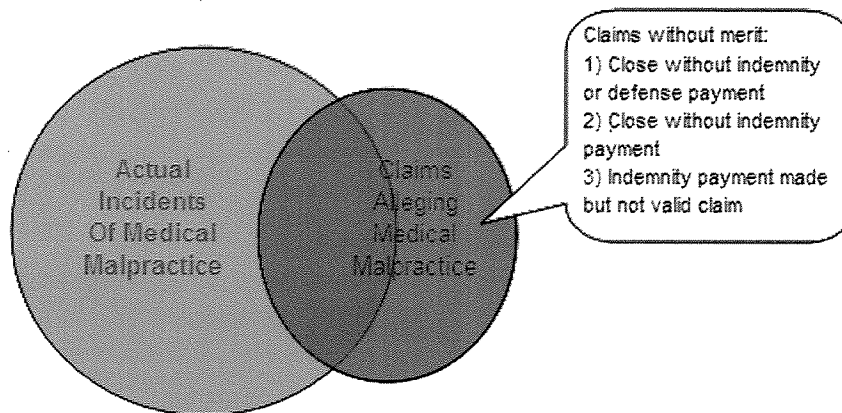 Actual
Incidents
Of Medical
Malpractice
Claims
Alleging
Medical
Malpractice
Claims without merit:
1) Close without indemnity
or defense payment
2) Close without indemnity
payment
3) Indemnity payment made
but not valid claim